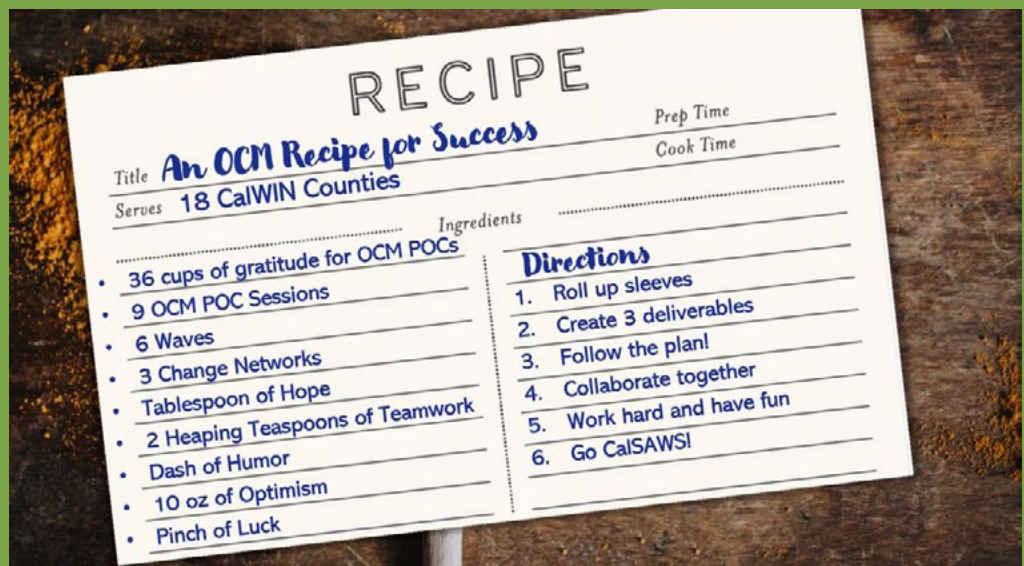 RECIPE
Title An OCM Recipe for Success
Prep Time
Serves 18 CalWIN Counties
Cook Time
Ingredients
• 36 cups of gratitude for OCM POCs
• 9 OCM POC Sessions
• 6 Waves
• 3 Change Networks
• Tablespoon of Hope
• 2 Heaping Teaspoons of Teamwork
• Dash of Humor
• 10 oz of Optimism
• Pinch of Luck
Directions
1. Roll up sleeves
2. Create 3 deliverables
3. Follow the plan!
4. Collaborate together
5. Work hard and have fun
6. Go CalSAWS!